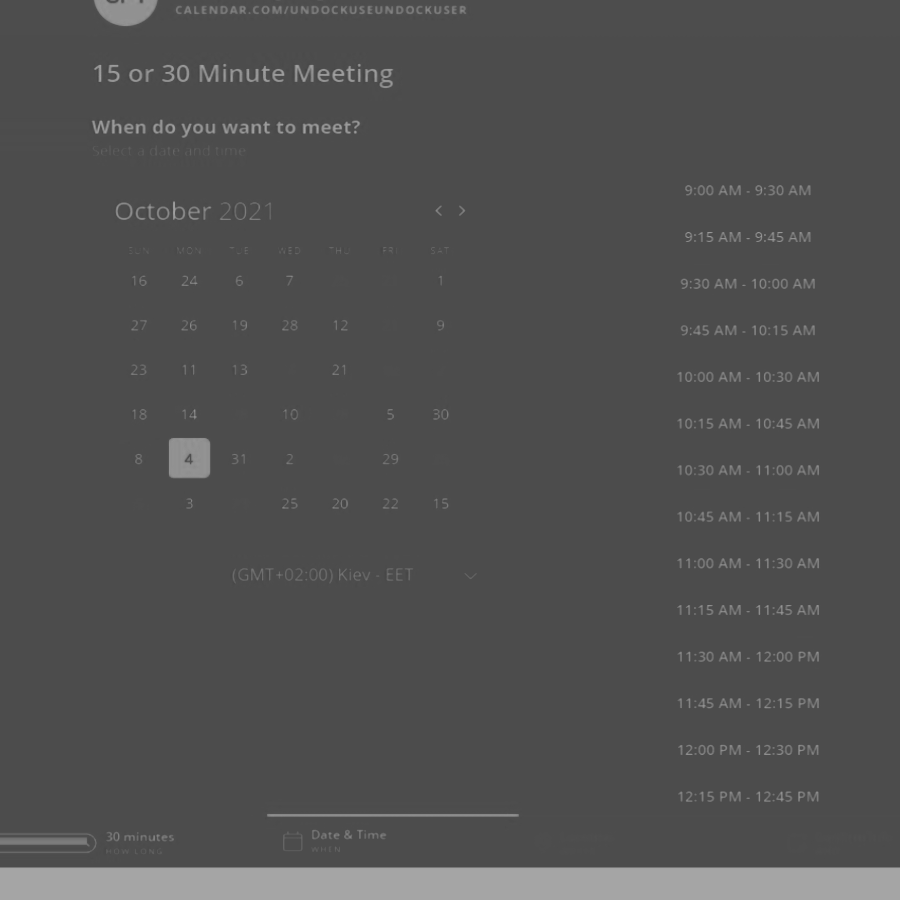 CALENDAR.COM/UNDOCKUSEUNDOCKUSER
15 or 30 Minute Meeting
When do you want to meet?
Select a date and time
October 2021
SUN MON TUE WED THU FRI SAT
16 24 6 7 1
27 26 19 28 12 9
23 11 13 21
18 14 10 5 30
8 4 31 2 29
3 25 20 22 15
(GMT+02:00) Kiev - EET
9:00 AM - 9:30 AM
9:15 AM - 9:45 AM
9:30 AM - 10:00 AM
9:45 AM - 10:15 AM
10:00 AM - 10:30 AM
10:15 AM - 10:45 AM
10:30 AM - 11:00 AM
10:45 AM - 11:15 AM
11:00 AM - 11:30 AM
11:15 AM - 11:45 AM
11:30 AM - 12:00 PM
11:45 AM - 12:15 PM
12:00 PM - 12:30 PM
12:15 PM - 12:45 PM
30 minutes
HOW LONG
Date & Time
WHEN